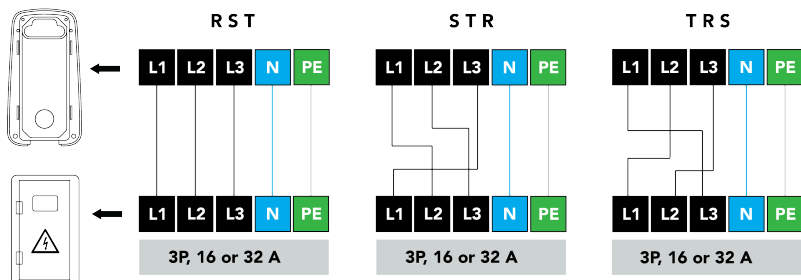 R S T S T R T R S
L1 L2 L3 N PE L1 L2 L3 N PE L1 L2 L3 N PE
L1 L2 L3 N PE L1 L2 L3 N PE L1 L2 L3 N PE
3P, 16 or 32 A 3P, 16 or 32 A 3P, 16 or 32 A